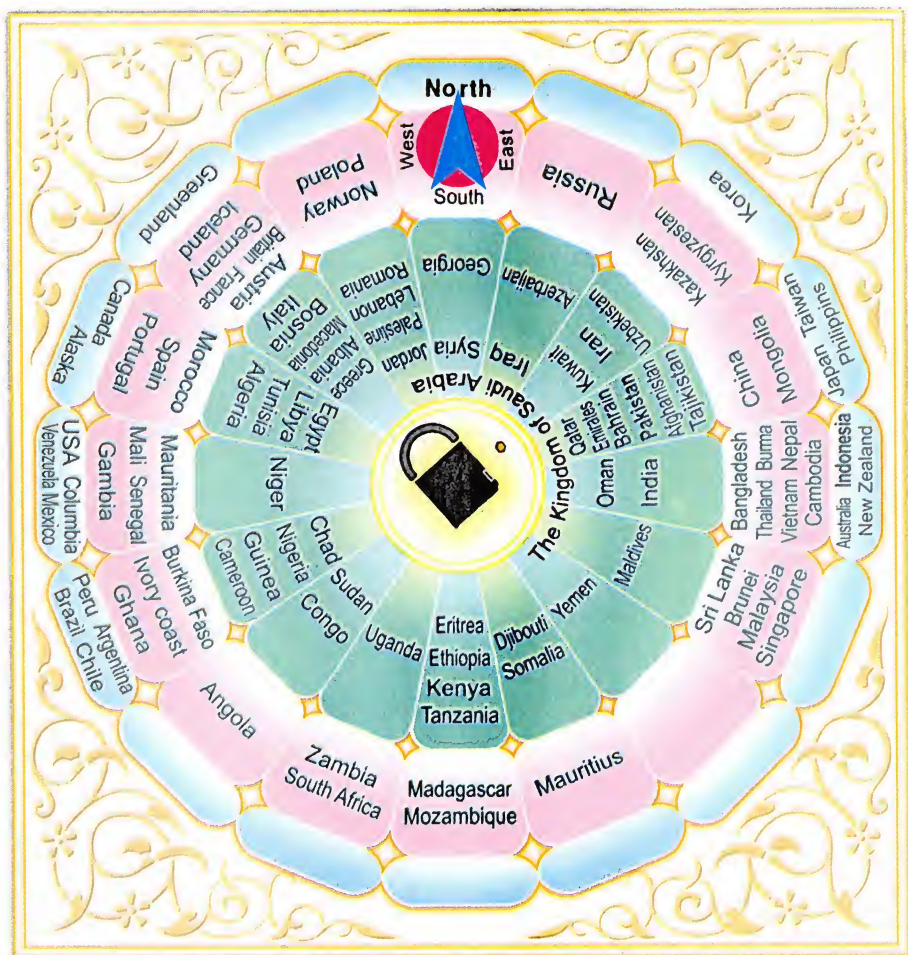 North
West
East
South
Russia
Korea
Kazakhstan
Kyrgyzestan
Japan Taiwan
Philippins
China
Mongolia
Australia Indonesia
New Zealand
Bangladesh
Thailand Buma
Vietnam Nepal
Cambodia
Sri Lanka
Brunei
Malaysia
Singapore
Mauritius
Madagascar
Mozambique
Zambia
South Africa
Angola
Burkina Faso
Ivory coast
Ghana
Peru Argentina
Brazil Chile
Mauritania
Mali Senegal
Gambia
USA Columbia
Venezuela Mexico
Morocco
Spain
Portugal
Canada
Alaska
Austria
Britain France
Germany
Iceland
Greenland
Norway
Poland
Georgia
Syria
Azerbaijan
Iraq
Uzbekistan
Iran
Kuwait
Tajkistan
Afghanistan
Pakistan
Bahrain
Emirates
Qatar
Oman
India
Maldives
Yemen
Djibouti
Somalia
Eritrea
Ethiopia
Kenya
Tanzania
Uganda
Sudan
Congo
Chad
Nigeria
Guinea
Cameroon
Niger
Egypt
Libya
Tunisia
Algeria
Greece
Albania
Macedonia
Bosnia
Italy
Jordan
Palestine
Lebanon
Romania
The Kingdom of Saudi Arabia